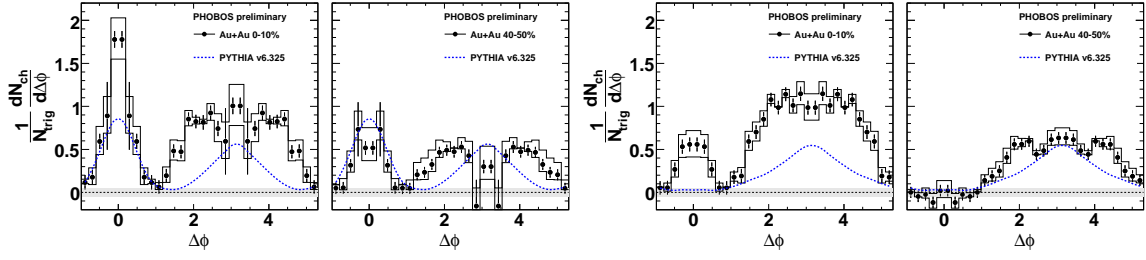 PHOBOS preliminary
Au+Au 0-10%
PYTHIA v6.325
1/N_trig dN_ch/dΔϕ
2
1.5
1
0.5
0
0 2 4
Δϕ
PHOBOS preliminary
Au+Au 40-50%
PYTHIA v6.325
0 2 4
Δϕ
PHOBOS preliminary
Au+Au 0-10%
PYTHIA v6.325
1/N_trig dN_ch/dΔϕ
2
1.5
1
0.5
0
0 2 4
Δϕ
PHOBOS preliminary
Au+Au 40-50%
PYTHIA v6.325
0 2 4
Δϕ